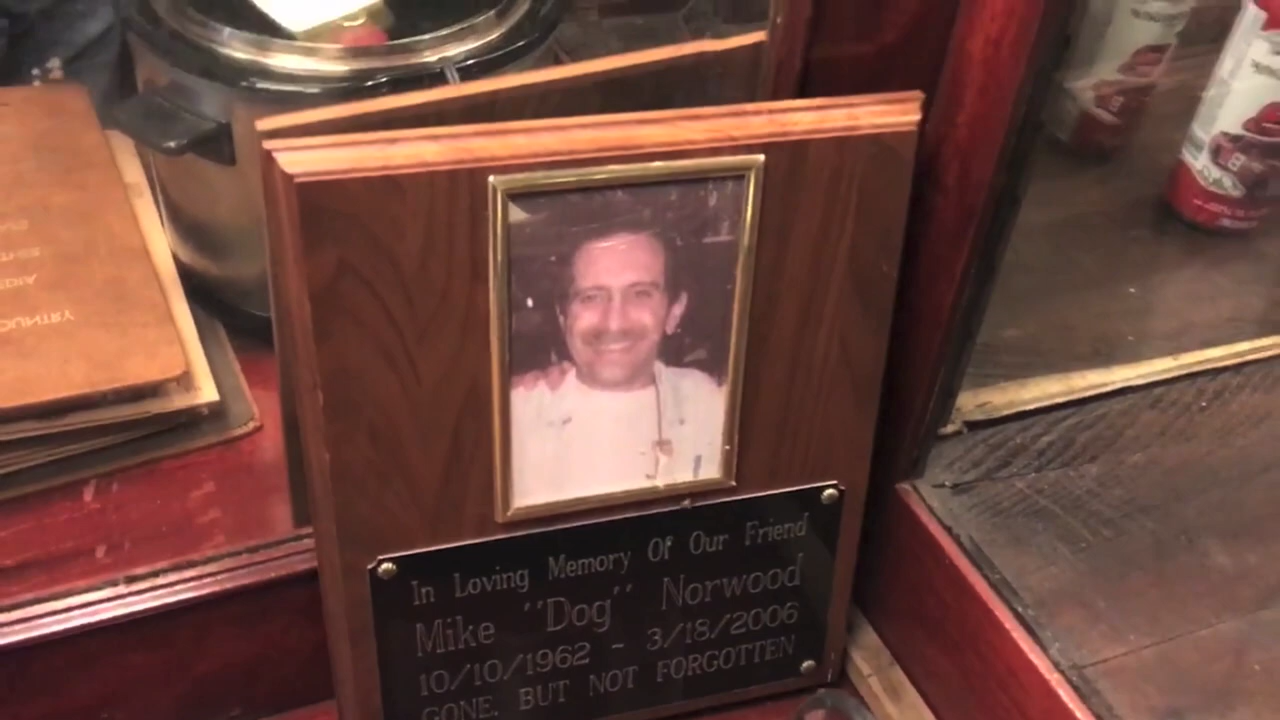 In Loving Memory Of Our Friend
Mike "Dog" Norwood
10/10/1962 - 3/18/2006
GONE, BUT NOT FORGOTTEN
COUNTRY